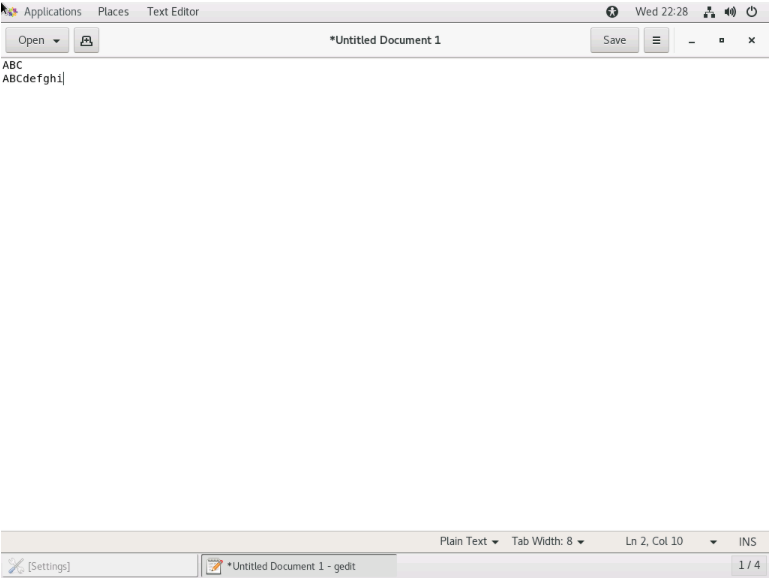 Applications Places Text Editor Wed 22:28
Open *Untitled Document 1 Save
ABC
ABCdefghi
Plain Text Tab Width: 8 Ln 2, Col 10 INS
[Settings] *Untitled Document 1 - gedit 1 / 4